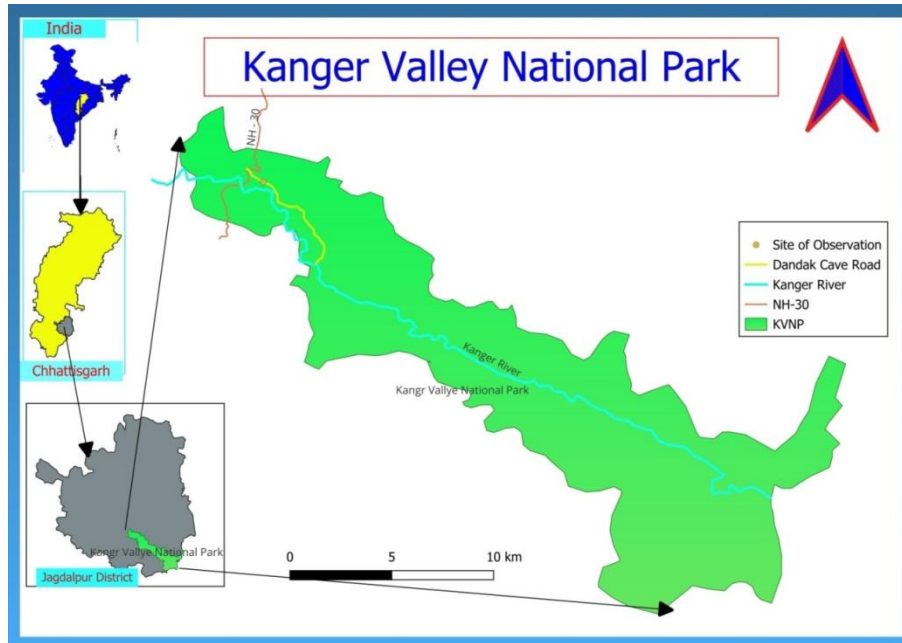 India
Kanger Valley National Park
NH - 30
Site of Observation
Dandak Cave Road
Kanger River
NH-30
KVNP
Kanger River
Kangr Vallye National Park
Chhattisgarh
Kangr Vallye National Park
Jagdalpur District
0 5 10 km